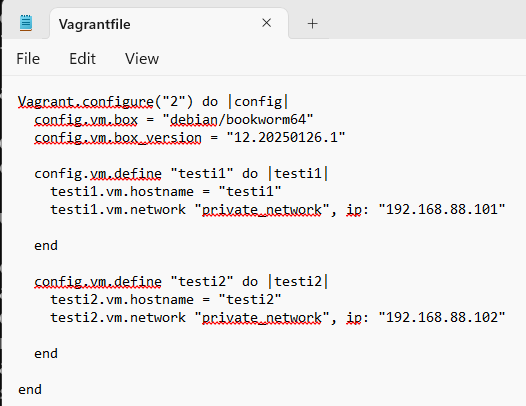 Vagrantfile
File Edit View
Vagrant.configure("2") do |config|
config.vm.box = "debian/bookworm64"
config.vm.box_version = "12.20250126.1"
config.vm.define "testi1" do |testi1|
testi1.vm.hostname = "testi1"
testi1.vm.network "private_network", ip: "192.168.88.101"
end
config.vm.define "testi2" do |testi2|
testi2.vm.hostname = "testi2"
testi2.vm.network "private_network", ip: "192.168.88.102"
end
end